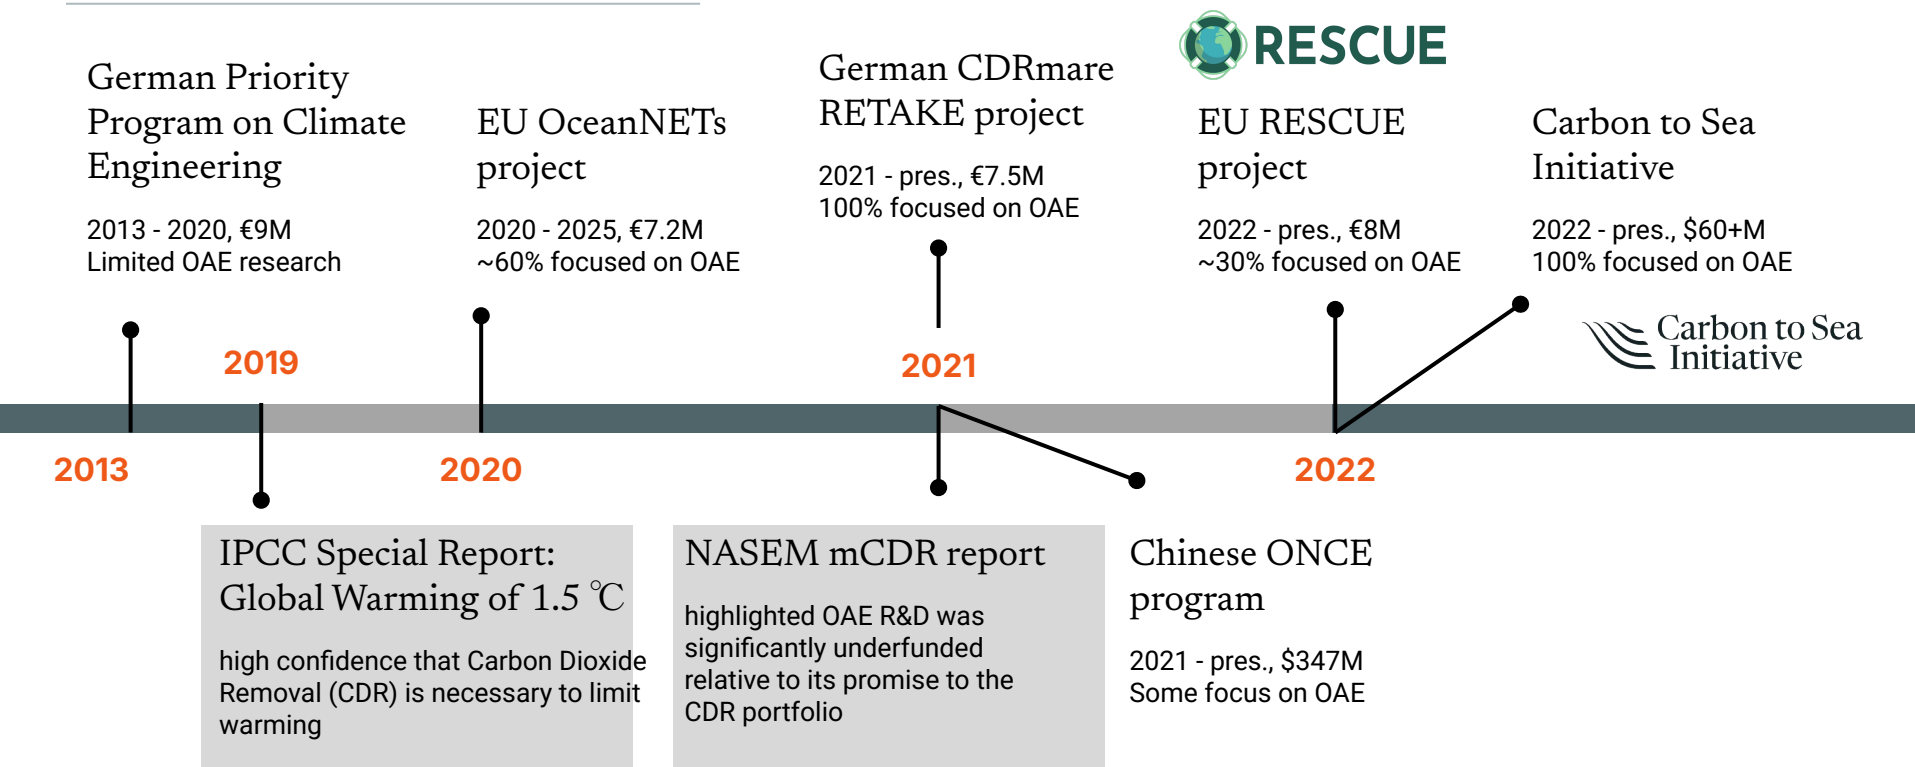 German Priority
Program on Climate
Engineering
2013 - 2020, €9M
Limited OAE research
EU OceanNETs
project
2020 - 2025, €7.2M
~60% focused on OAE
German CDRmare
RETAKE project
2021 - pres., €7.5M
100% focused on OAE
RESCUE
EU RESCUE
project
2022 - pres., €8M
~30% focused on OAE
Carbon to Sea
Initiative
2022 - pres., $60+M
100% focused on OAE
Carbon to Sea
Initiative
2019
2021
2013
2020
2022
IPCC Special Report:
Global Warming of 1.5 ℃
high confidence that Carbon Dioxide
Removal (CDR) is necessary to limit
warming
NASEM mCDR report
highlighted OAE R&D was
significantly underfunded
relative to its promise to the
CDR portfolio
Chinese ONCE
program
2021 - pres., $347M
Some focus on OAE